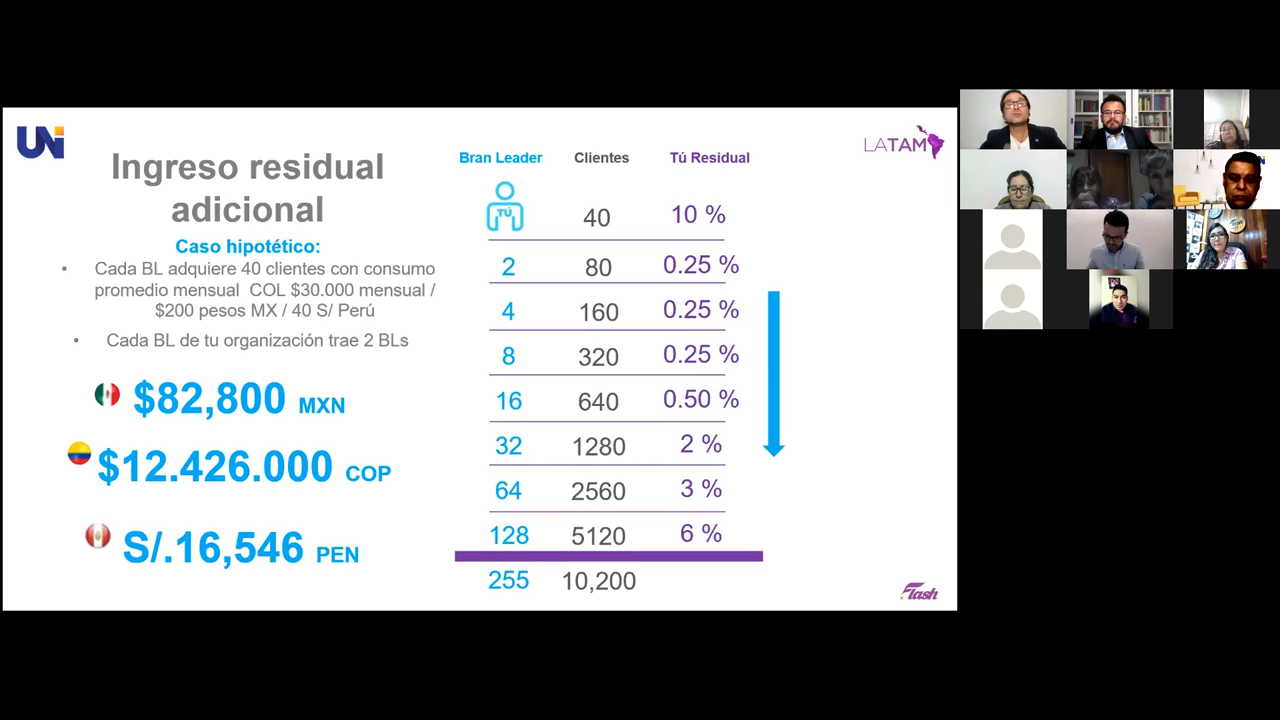 UNi
LATAM
Ingreso residual
adicional
Caso hipotético:
• Cada BL adquiere 40 clientes con consumo
promedio mensual COL $30.000 mensual /
$200 pesos MX / 40 S/ Perú
• Cada BL de tu organización trae 2 BLs
$82,800 MXN
$12.426.000 COP
S/.16,546 PEN
Bran Leader Clientes Tú Residual
TÚ 40 10 %
2 80 0.25 %
4 160 0.25 %
8 320 0.25 %
16 640 0.50 %
32 1280 2 %
64 2560 3 %
128 5120 6 %
255 10,200
Flash